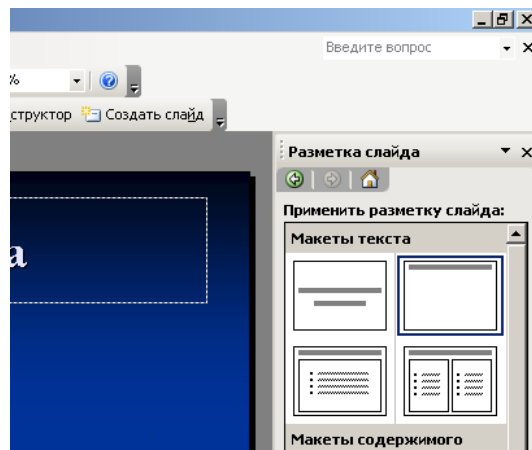 Введите вопрос
%
структор Создать слайд
Разметка слайда
Применить разметку слайда:
Макеты текста
а
Макеты содержимого